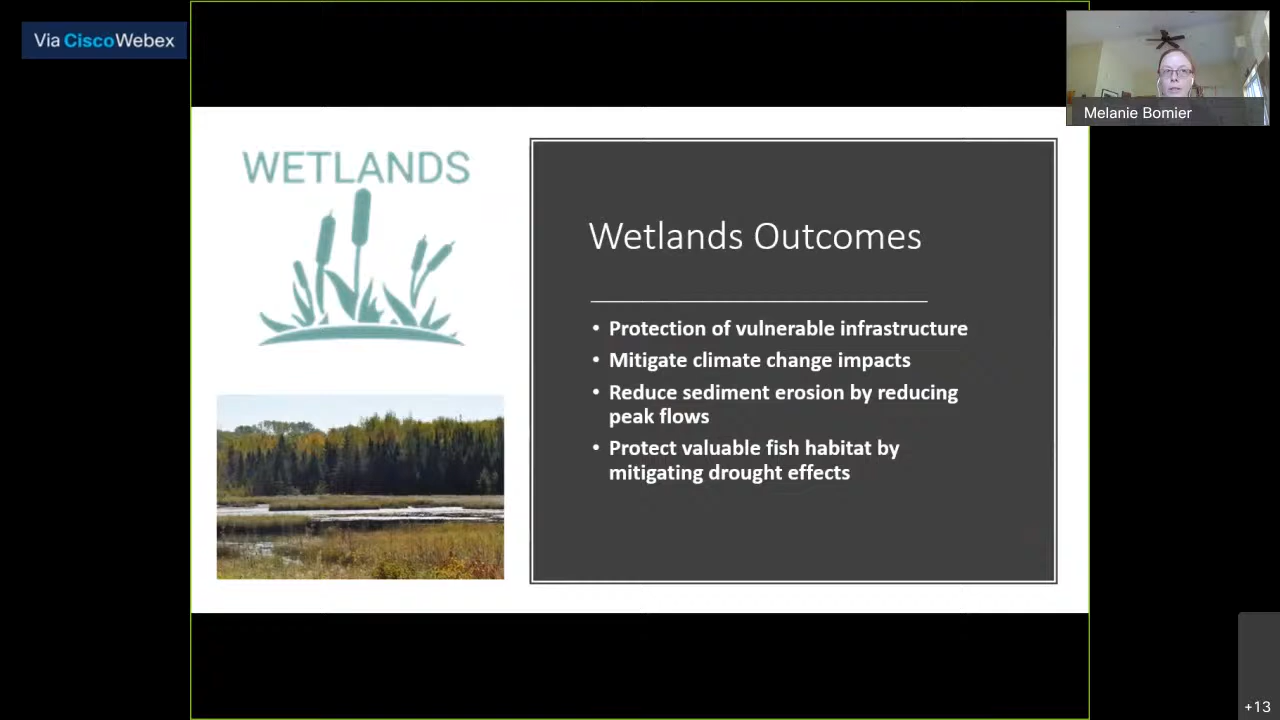 Via CiscoWebex
Melanie Bomier
WETLANDS
Wetlands Outcomes
• Protection of vulnerable infrastructure
• Mitigate climate change impacts
• Reduce sediment erosion by reducing
peak flows
• Protect valuable fish habitat by
mitigating drought effects
+13